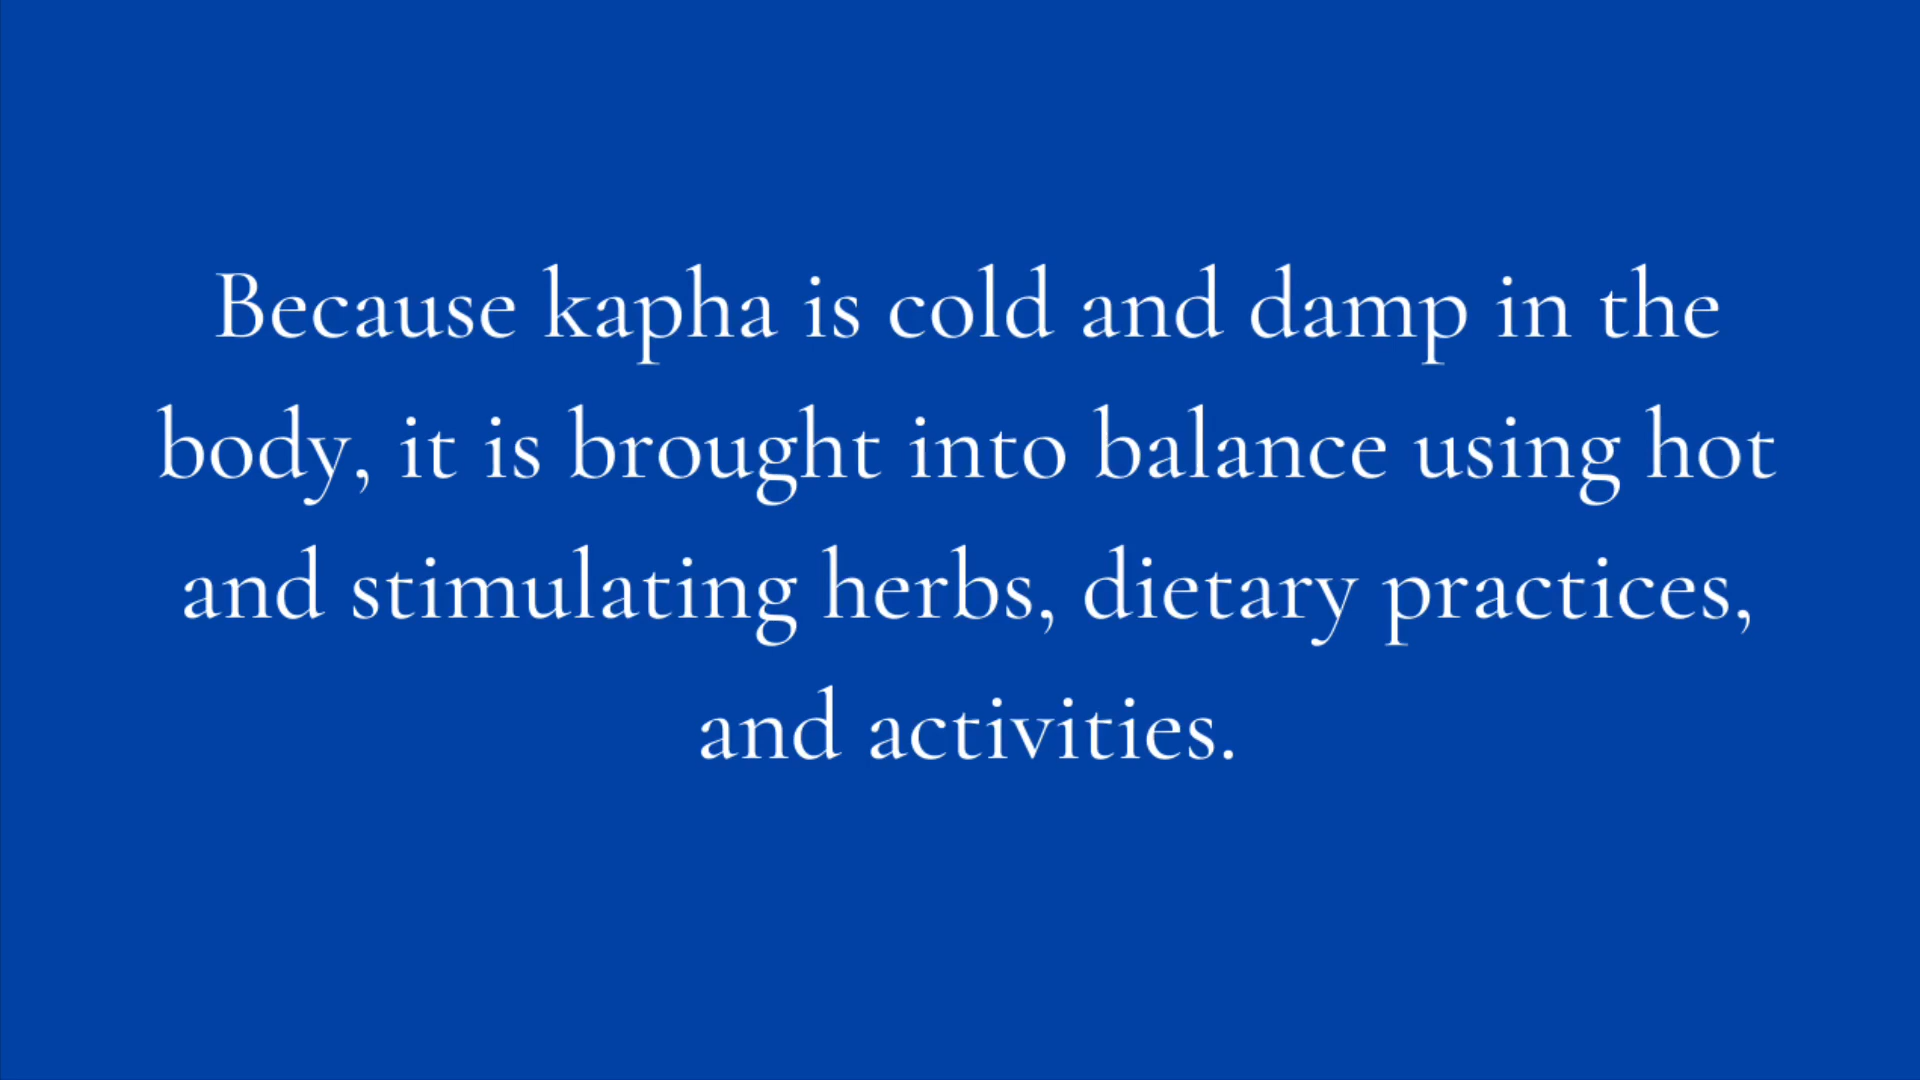 Because kapha is cold and damp in the
body, it is brought into balance using hot
and stimulating herbs, dietary practices,
and activities.